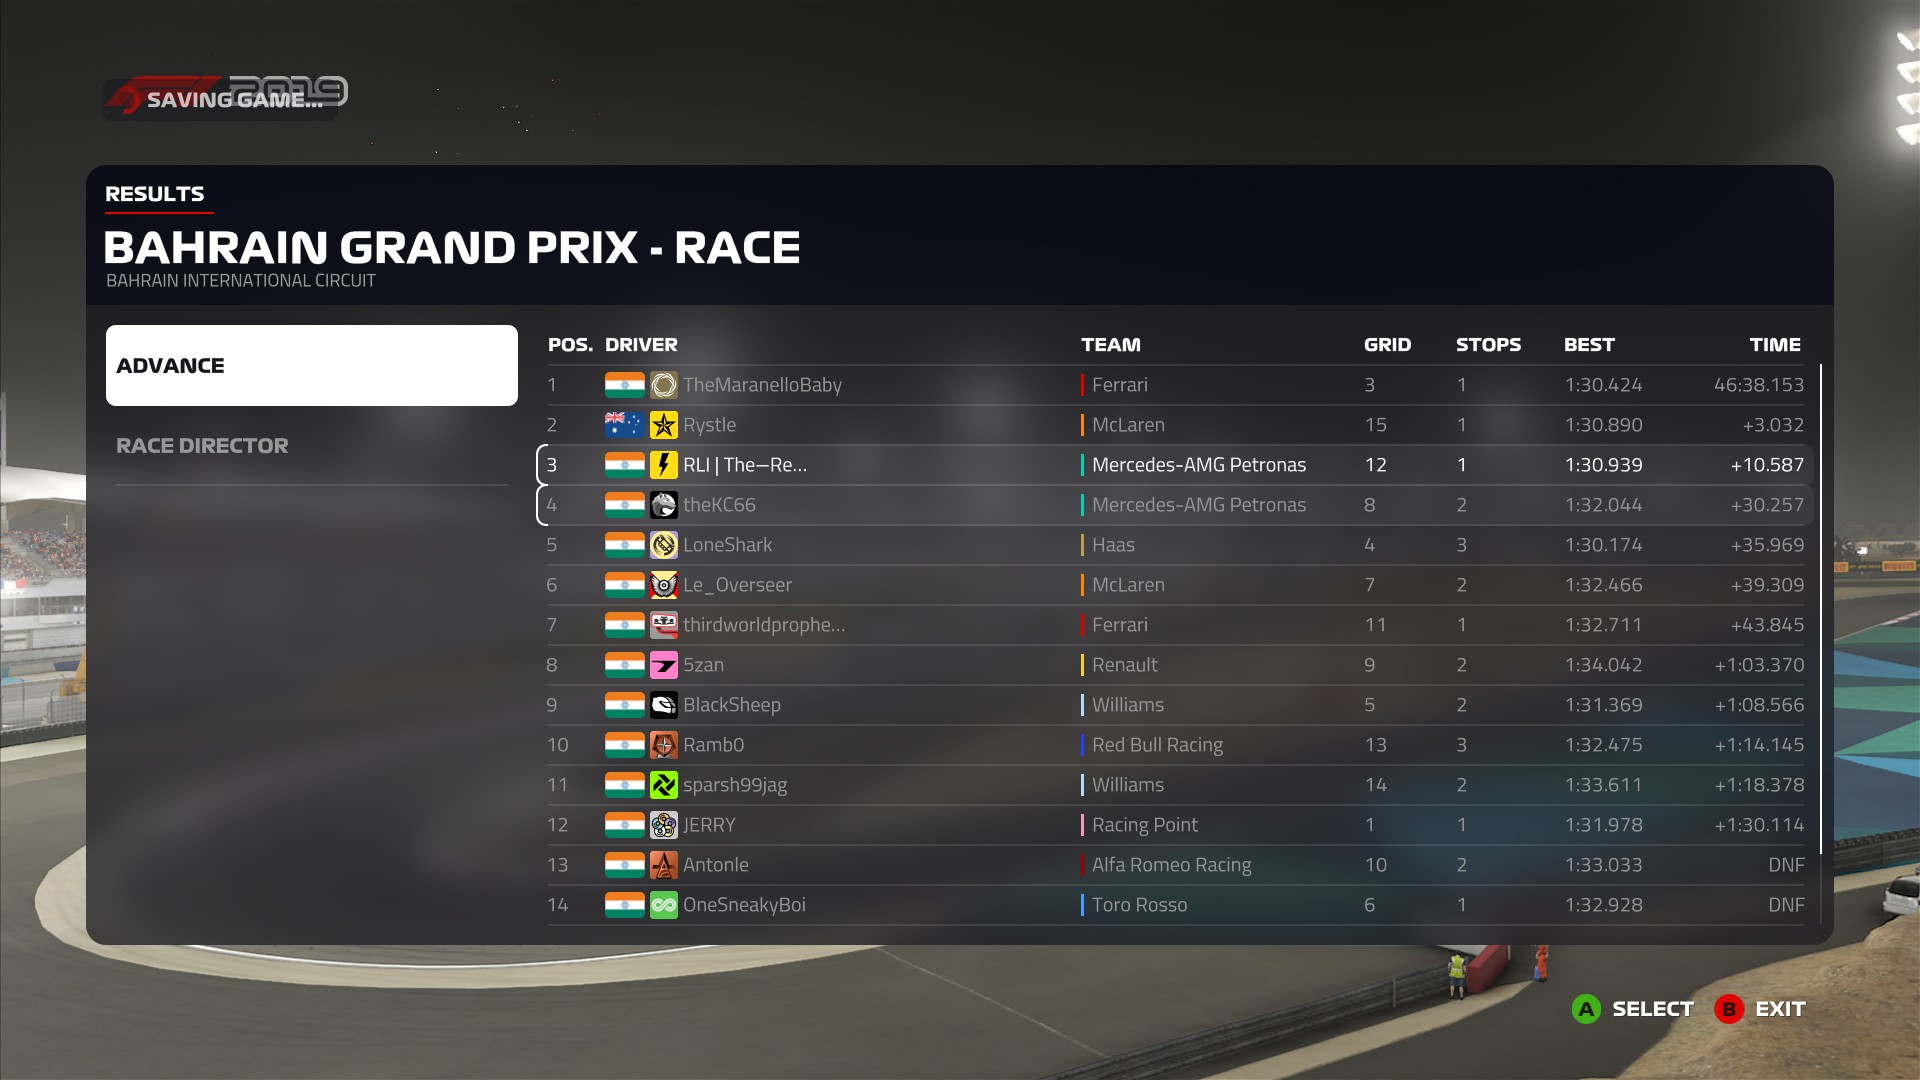 2019
SAVING GAME...
RESULTS
BAHRAIN GRAND PRIX - RACE
BAHRAIN INTERNATIONAL CIRCUIT
ADVANCE
RACE DIRECTOR
POS. DRIVER TEAM GRID STOPS BEST TIME
1 TheMaranelloBaby Ferrari 3 1 1:30.424 46:38.153
2 Rystle McLaren 15 1 1:30.890 +3.032
3 RLI | The—Re... Mercedes-AMG Petronas 12 1 1:30.939 +10.587
4 theKC66 Mercedes-AMG Petronas 8 2 1:32.044 +30.257
5 LoneShark Haas 4 3 1:30.174 +35.969
6 Le_Overseer McLaren 7 2 1:32.466 +39.309
7 thirdworldprophe... Ferrari 11 1 1:32.711 +43.845
8 5zan Renault 9 2 1:34.042 +1:03.370
9 BlackSheep Williams 5 2 1:31.369 +1:08.566
10 Ramb0 Red Bull Racing 13 3 1:32.475 +1:14.145
11 sparsh99jag Williams 14 2 1:33.611 +1:18.378
12 JERRY Racing Point 1 1 1:31.978 +1:30.114
13 Antonle Alfa Romeo Racing 10 2 1:33.033 DNF
14 OneSneakyBoi Toro Rosso 6 1 1:32.928 DNF
A SELECT B EXIT